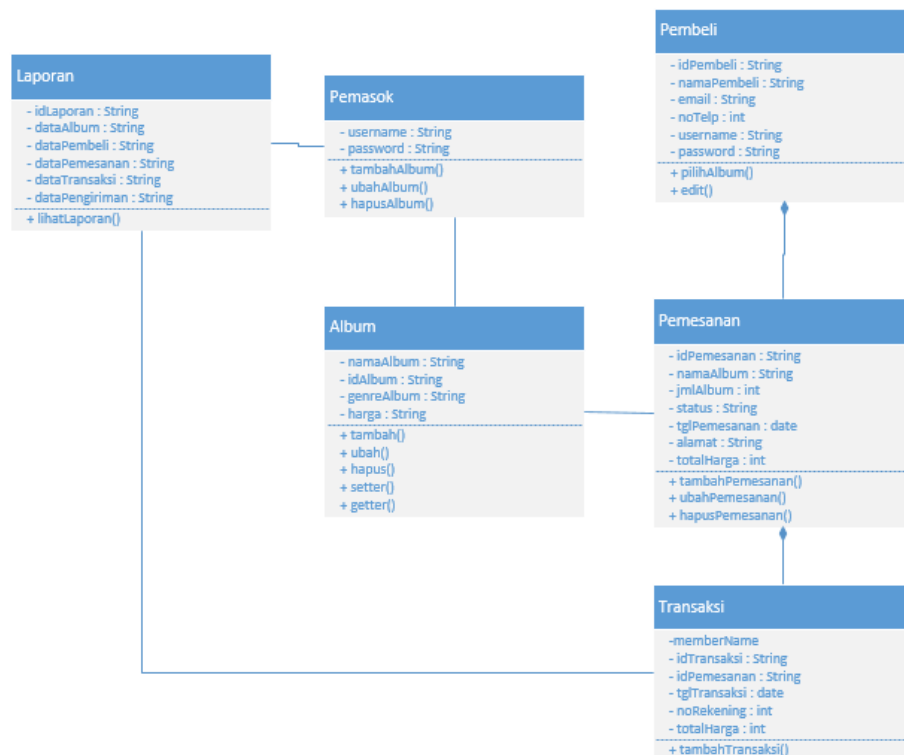 Laporan
- idLaporan : String
- dataAlbum : String
- dataPembeli : String
- dataPemesanan : String
- dataTransaksi : String
- dataPengiriman : String
+ lihatLaporan()
Pemasok
- username : String
- password : String
+ tambahAlbum()
+ ubahAlbum()
+ hapusAlbum()
Pembeli
- idPembeli : String
- namaPembeli : String
- email : String
- noTelp : int
- username : String
- password : String
+ pilihAlbum()
+ edit()
Album
- namaAlbum : String
- idAlbum : String
- genreAlbum : String
- harga : String
+ tambah()
+ ubah()
+ hapus()
+ setter()
+ getter()
Pemesanan
- idPemesanan : String
- namaAlbum : String
- jmlAlbum : int
- status : String
- tglPemesanan : date
- alamat : String
- totalHarga : int
+ tambahPemesanan()
+ ubahPemesanan()
+ hapusPemesanan()
Transaksi
-memberName
- idTransaksi : String
- idPemesanan : String
- tglTransaksi : date
- noRekening : int
- totalHarga : int
+ tambahTransaksi()